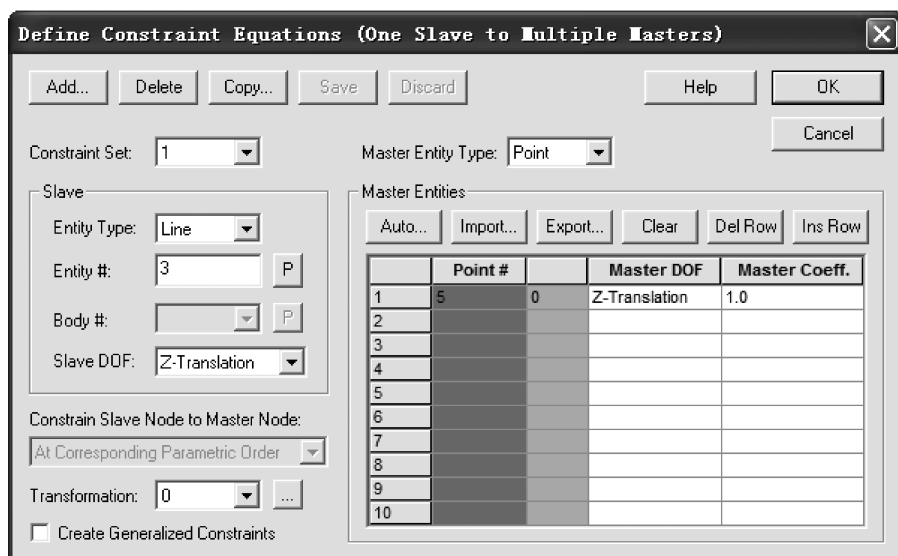 Define Constraint Equations (One Slave to Multiple Masters)
Add... Delete Copy... Save Discard Help OK
Cancel
Constraint Set: 1 Master Entity Type: Point
Slave
Entity Type: Line
Entity #: 3 P
Body #: P
Slave DOF: Z-Translation
Constrain Slave Node to Master Node:
At Corresponding Parametric Order
Transformation: 0 ...
Create Generalized Constraints
Master Entities
Auto... Import... Export... Clear Del Row Ins Row
Point # Master DOF Master Coeff.
1 5 0 Z-Translation 1.0
2
3
4
5
6
7
8
9
10